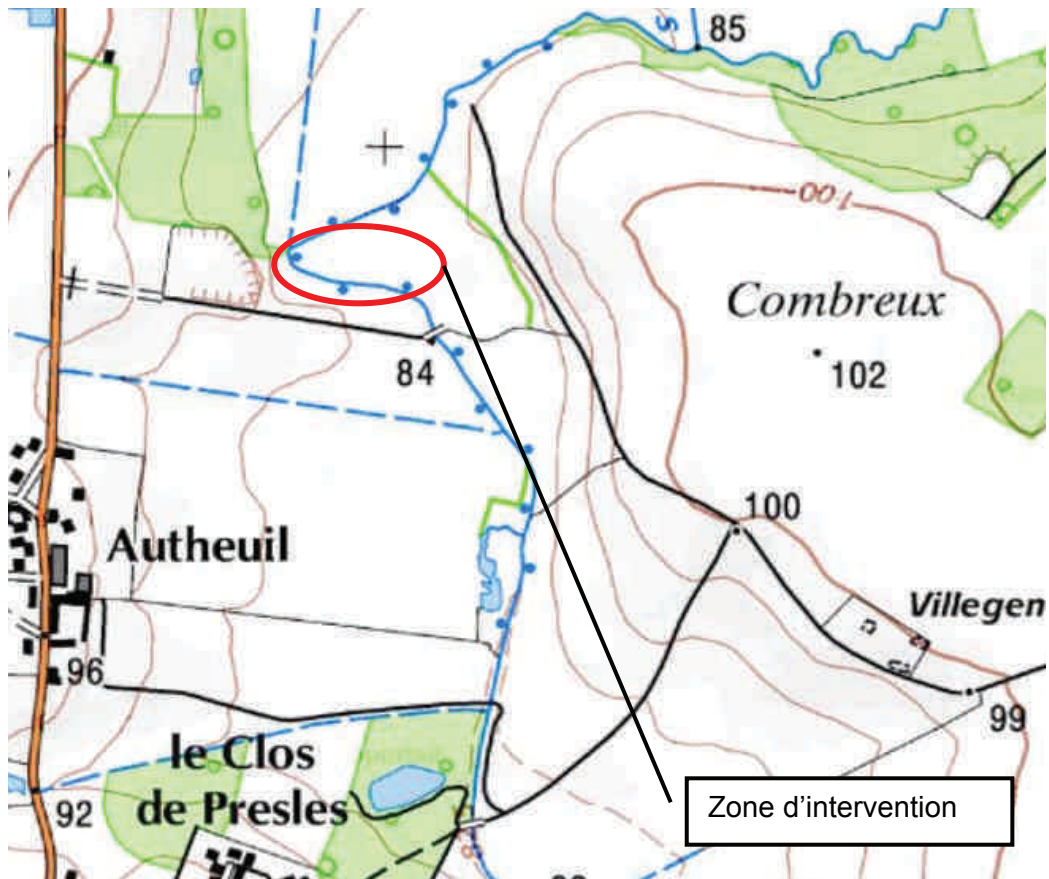 85
100
Combreux
102
84
100
Autheuil
Villegen
96
99
le Clos
de Presles
Zone d’intervention
92